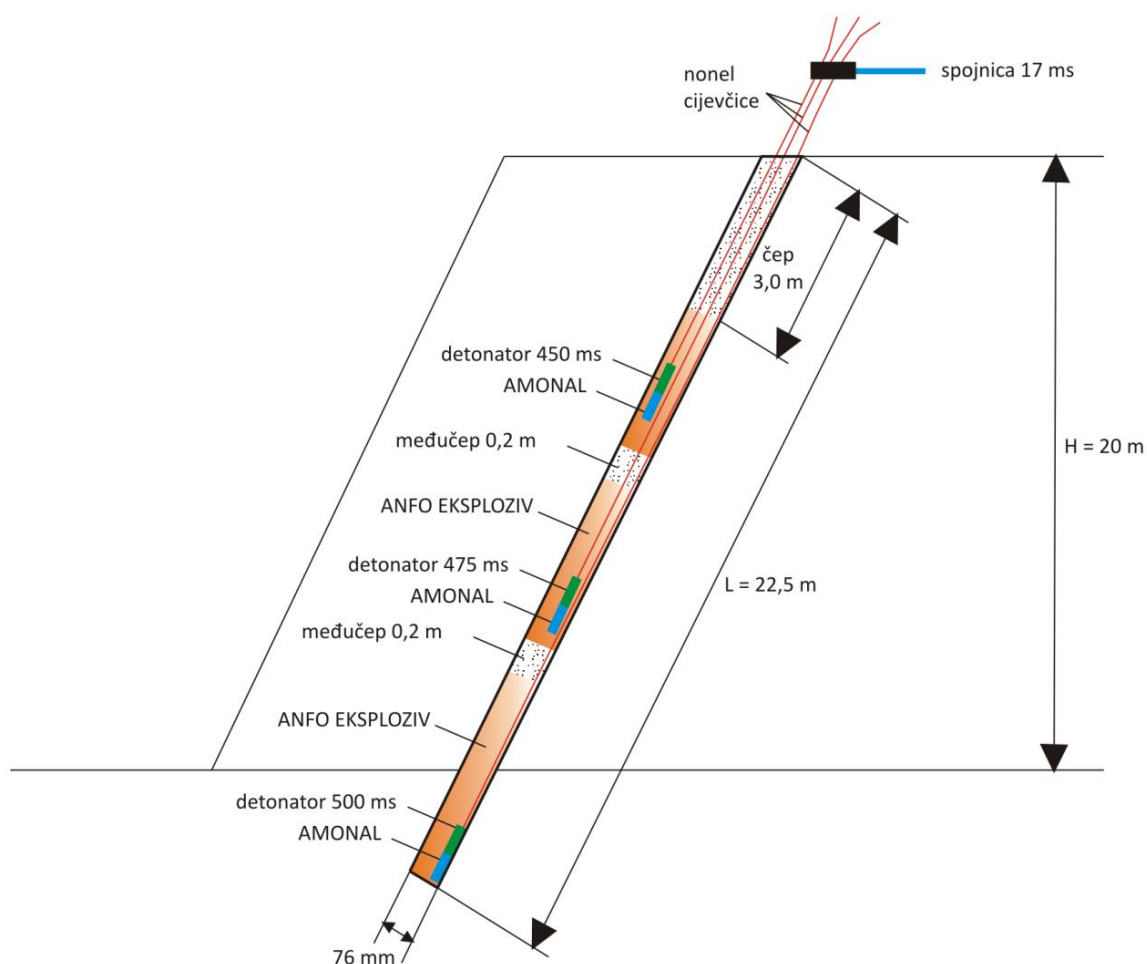 nonel
cijevčice
spojnica 17 ms
čep
3,0 m
detonator 450 ms
AMONAL
međučep 0,2 m
H = 20 m
ANFO EKSPLOZIV
detonator 475 ms
AMONAL
L = 22,5 m
međučep 0,2 m
ANFO EKSPLOZIV
detonator 500 ms
AMONAL
76 mm